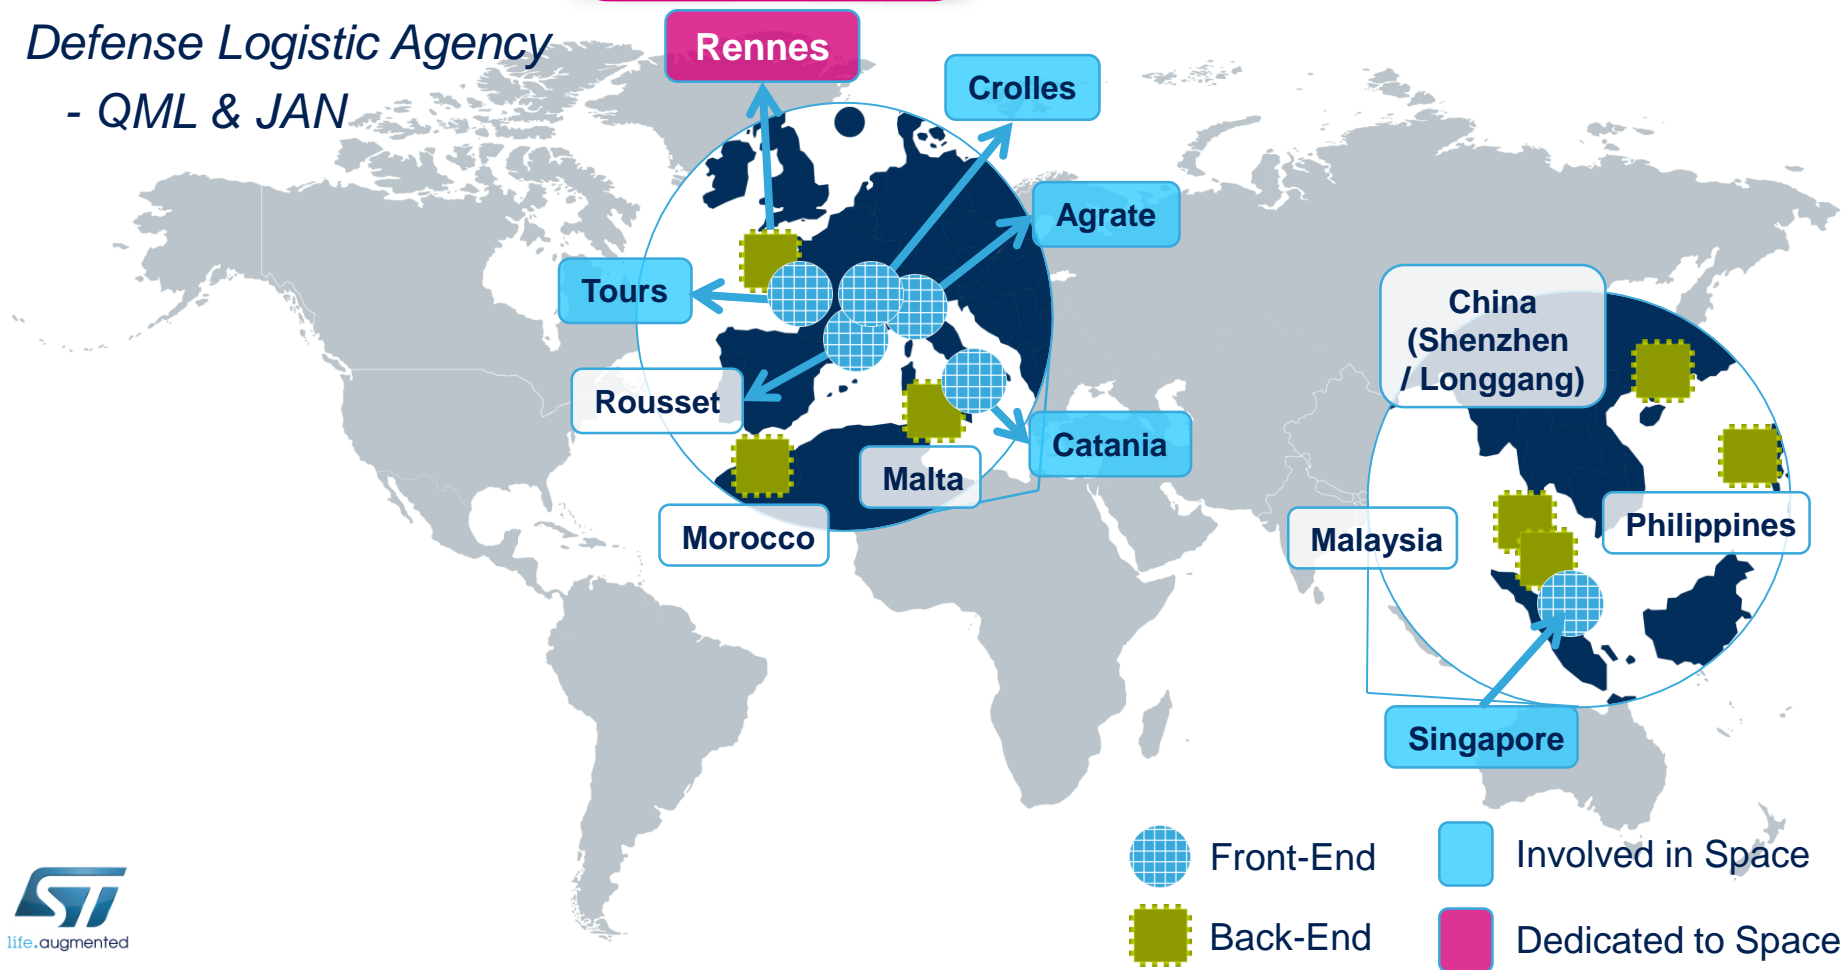 Defense Logistic Agency
- QML & JAN
Rennes
Crolles
Agrate
Tours
China
(Shenzhen
/ Longgang)
Rousset
Catania
Malta
Morocco
Malaysia
Philippines
Singapore
Front-End
Involved in Space
Back-End
Dedicated to Space
ST
life.augmented